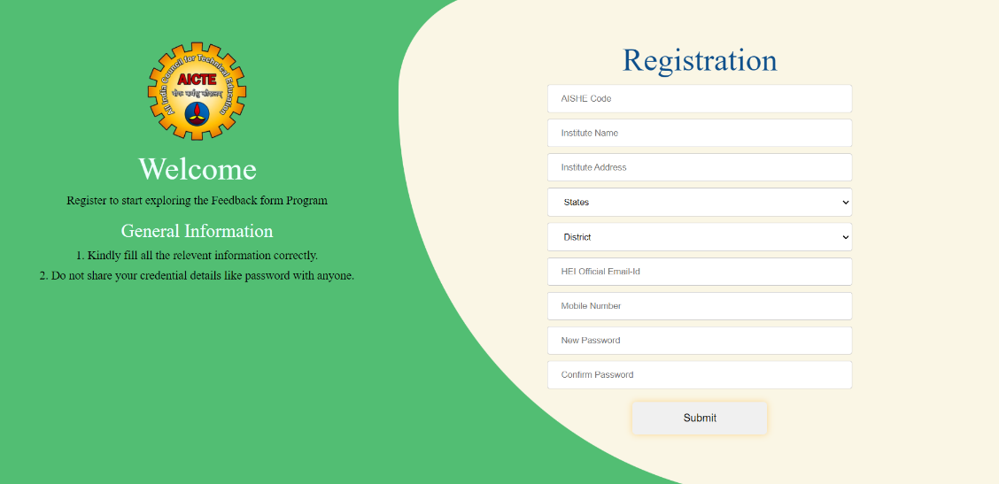 All India Council for Technical Education
AICTE
योगः कर्मसु कौशलम्
Welcome
Register to start exploring the Feedback form Program
General Information
1. Kindly fill all the relevent information correctly.
2. Do not share your credential details like password with anyone.
Registration
AISHE Code
Institute Name
Institute Address
States
District
HEI Official Email-Id
Mobile Number
New Password
Confirm Password
Submit